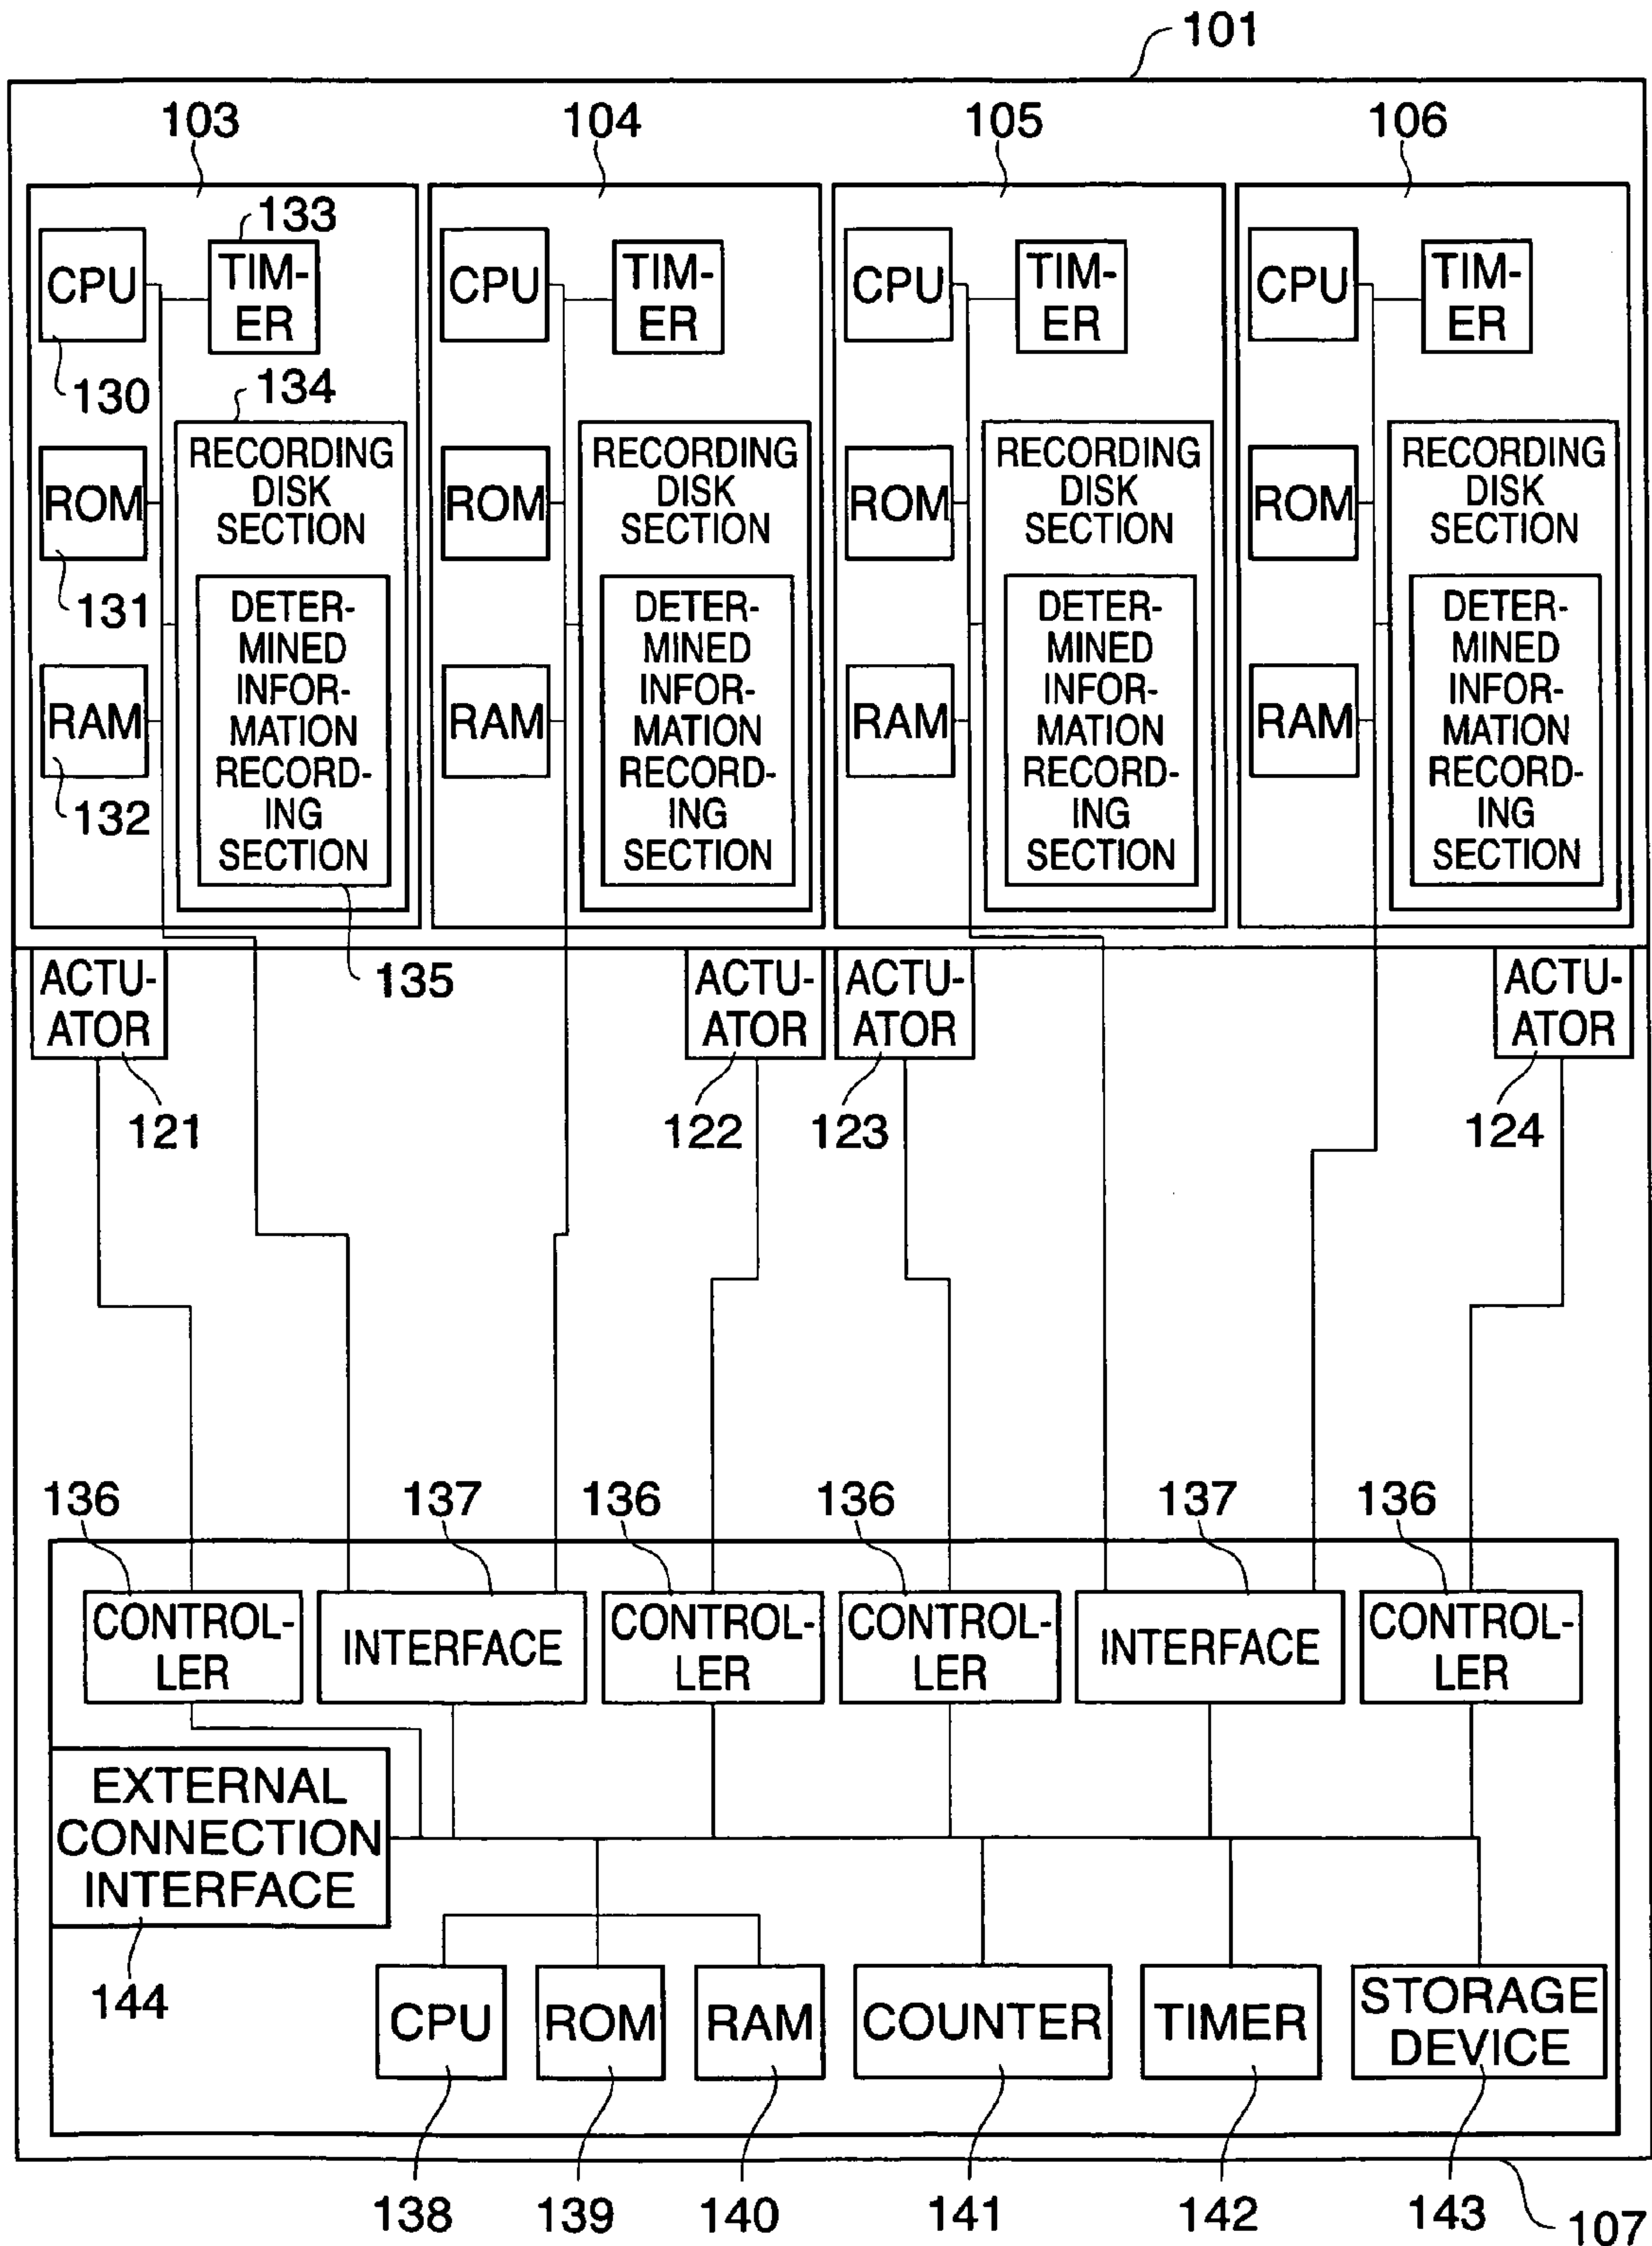 101
103
104
105
106
133
CPU
TIM-
ER
CPU
TIM-
ER
CPU
TIM-
ER
CPU
TIM-
ER
130
134
ROM
RECORDING
DISK
SECTION
ROM
RECORDING
DISK
SECTION
ROM
RECORDING
DISK
SECTION
ROM
RECORDING
DISK
SECTION
131
RAM
DETER-
MINED
INFOR-
MATION
RECORD-
ING
SECTION
RAM
DETER-
MINED
INFOR-
MATION
RECORD-
ING
SECTION
RAM
DETER-
MINED
INFOR-
MATION
RECORD-
ING
SECTION
RAM
DETER-
MINED
INFOR-
MATION
RECORD-
ING
SECTION
132
ACTU-
ATOR
135
ACTU-
ATOR
ACTU-
ATOR
ACTU-
ATOR
121
122
123
124
136
137
136
136
137
136
CONTROL-
LER
INTERFACE
CONTROL-
LER
CONTROL-
LER
INTERFACE
CONTROL-
LER
EXTERNAL
CONNECTION
INTERFACE
144
CPU
ROM
RAM
COUNTER
TIMER
STORAGE
DEVICE
138
139
140
141
142
143
107